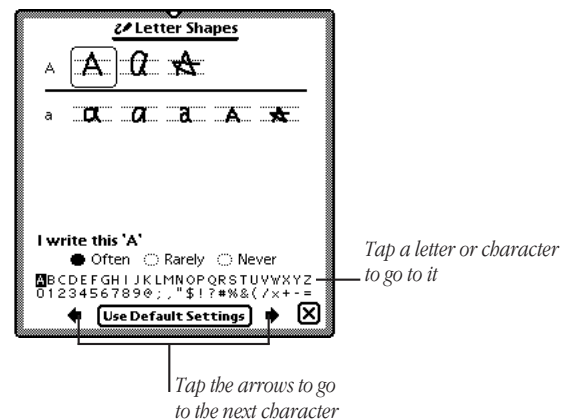 Letter Shapes
A A a A
a a a a A A
I write this 'A'
Often Rarely Never
ABCDEFGHIJKLMNOPQRSTUVWXYZ
0123456789@;,"$!?#%&(/x+-=
Use Default Settings
Tap a letter or character
to go to it
Tap the arrows to go
to the next character